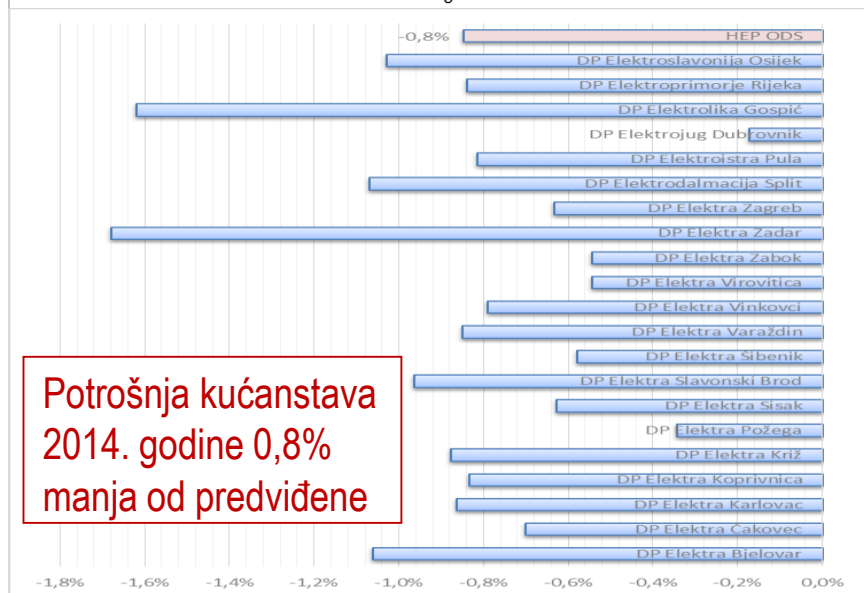 -0,8%
HEP ODS
DP Elektroslavonija Osijek
DP Elektroprimorje Rijeka
DP Elektrolika Gospić
DP Elektrojug Dubrovnik
DP Elektroistra Pula
DP Elektrodalmacija Split
DP Elektra Zagreb
DP Elektra Zadar
DP Elektra Zabok
DP Elektra Virovitica
DP Elektra Vinkovci
DP Elektra Varaždin
DP Elektra Šibenik
DP Elektra Slavonski Brod
DP Elektra Sisak
DP Elektra Požega
DP Elektra Križ
DP Elektra Koprivnica
DP Elektra Karlovac
DP Elektra Čakovec
DP Elektra Bjelovar
Potrošnja kućanstava
2014. godine 0,8%
manja od predviđene
-1,8% -1,6% -1,4% -1,2% -1,0% -0,8% -0,6% -0,4% -0,2% 0,0%